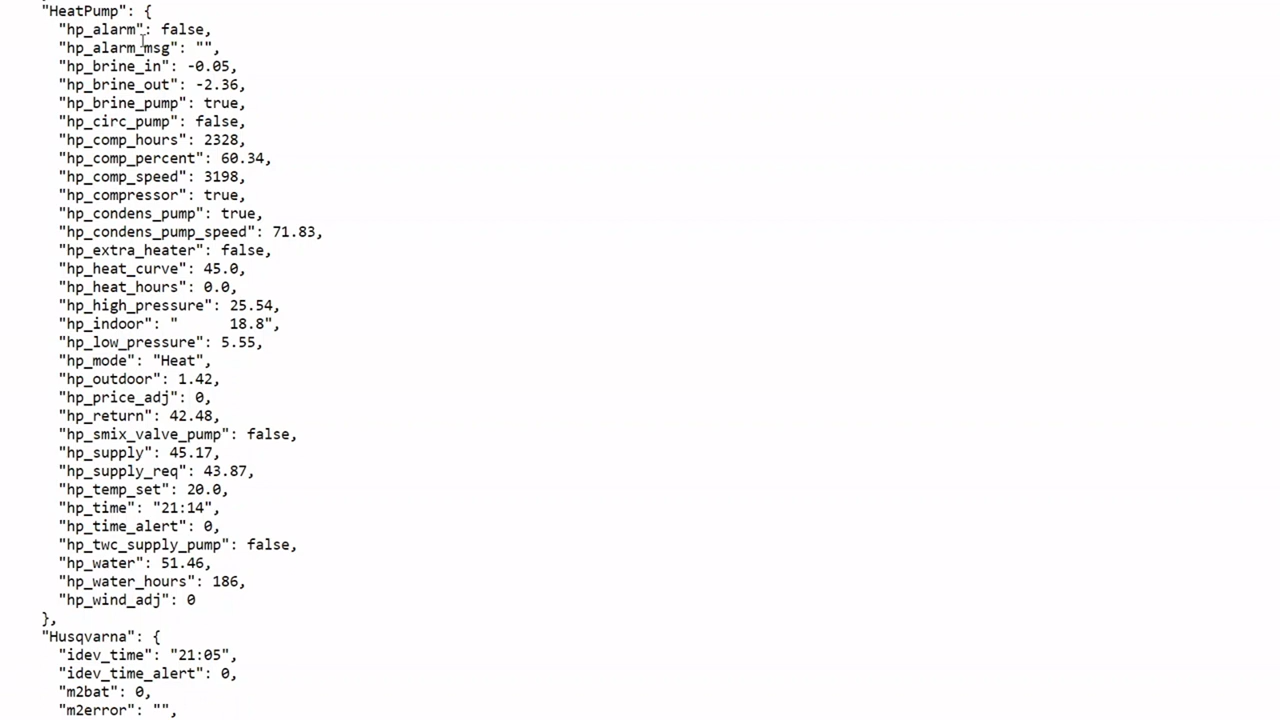 "HeatPump": {
"hp_alarm": false,
"hp_alarm_msg": "",
"hp_brine_in": -0.05,
"hp_brine_out": -2.36,
"hp_brine_pump": true,
"hp_circ_pump": false,
"hp_comp_hours": 2328,
"hp_comp_percent": 60.34,
"hp_comp_speed": 3198,
"hp_compressor": true,
"hp_condens_pump": true,
"hp_condens_pump_speed": 71.83,
"hp_extra_heater": false,
"hp_heat_curve": 45.0,
"hp_heat_hours": 0.0,
"hp_high_pressure": 25.54,
"hp_indoor": "      18.8",
"hp_low_pressure": 5.55,
"hp_mode": "Heat",
"hp_outdoor": 1.42,
"hp_price_adj": 0,
"hp_return": 42.48,
"hp_smix_valve_pump": false,
"hp_supply": 45.17,
"hp_supply_req": 43.87,
"hp_temp_set": 20.0,
"hp_time": "21:14",
"hp_time_alert": 0,
"hp_twc_supply_pump": false,
"hp_water": 51.46,
"hp_water_hours": 186,
"hp_wind_adj": 0
},
"Husqvarna": {
"idev_time": "21:05",
"idev_time_alert": 0,
"m2bat": 0,
"m2error": "",